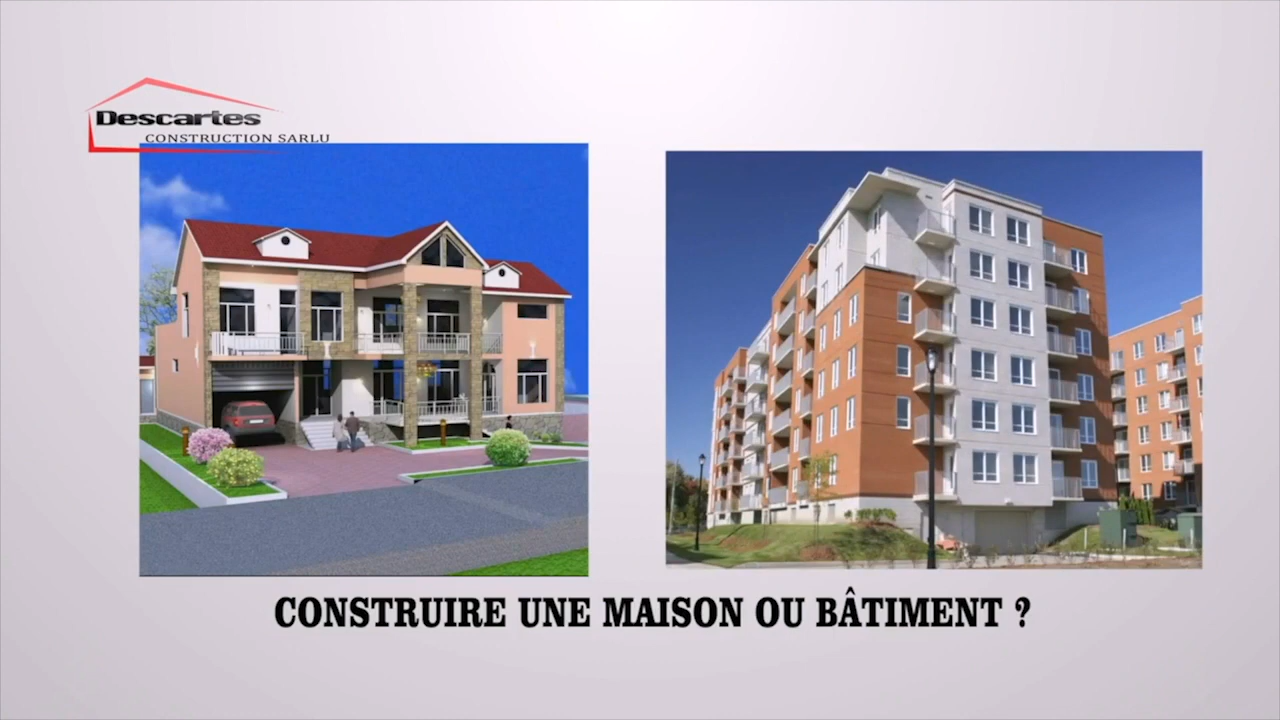 Descartes
CONSTRUCTION SARLU
CONSTRUIRE UNE MAISON OU BÂTIMENT ?